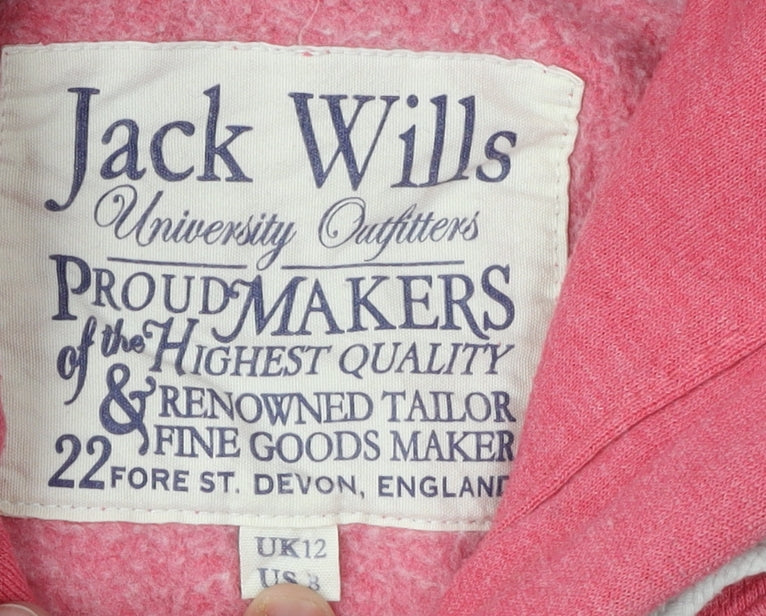 Jack Wills
University Outfitters
PROUD MAKERS
of the HIGHEST QUALITY
& RENOWNED TAILOR
FINE GOODS MAKER
22 FORE ST. DEVON, ENGLAND
UK12
US 8